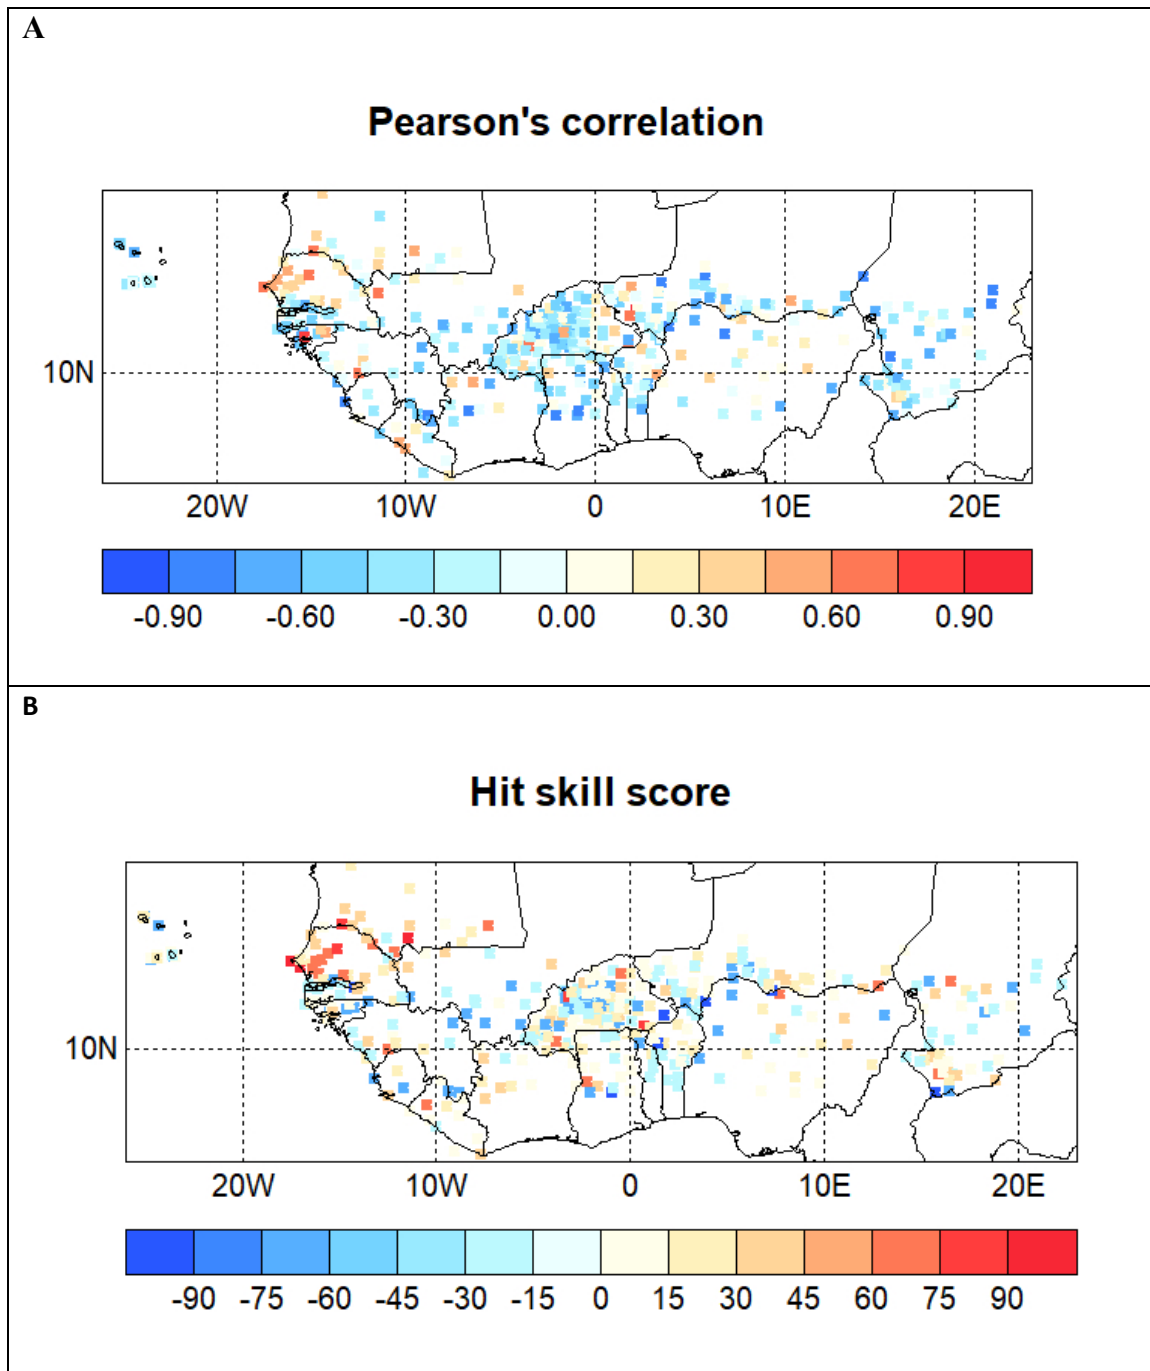 A
Pearson's correlation
10N
20W 10W 0 10E 20E
-0.90 -0.60 -0.30 0.00 0.30 0.60 0.90
B
Hit skill score
10N
20W 10W 0 10E 20E
-90 -75 -60 -45 -30 -15 0 15 30 45 60 75 90